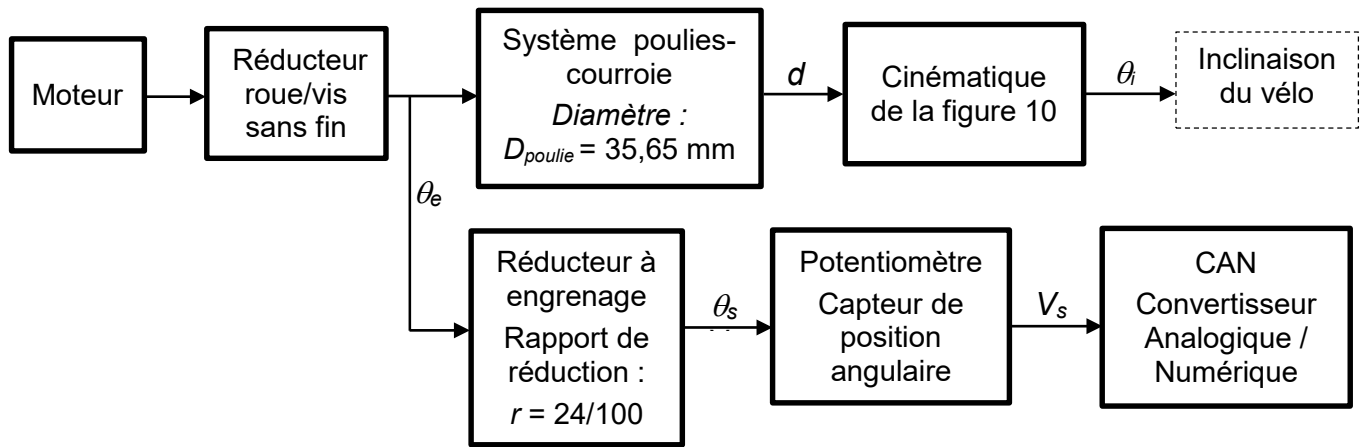 Moteur
Réducteur
roue/vis
sans fin
Système poulies-
courroie
Diamètre :
Dpoulie = 35,65 mm
d
Cinématique
de la figure 10
θi
Inclinaison
du vélo
θe
Réducteur à
engrenage
Rapport de
réduction :
r = 24/100
θs
Potentiomètre
Capteur de
position
angulaire
Vs
CAN
Convertisseur
Analogique /
Numérique